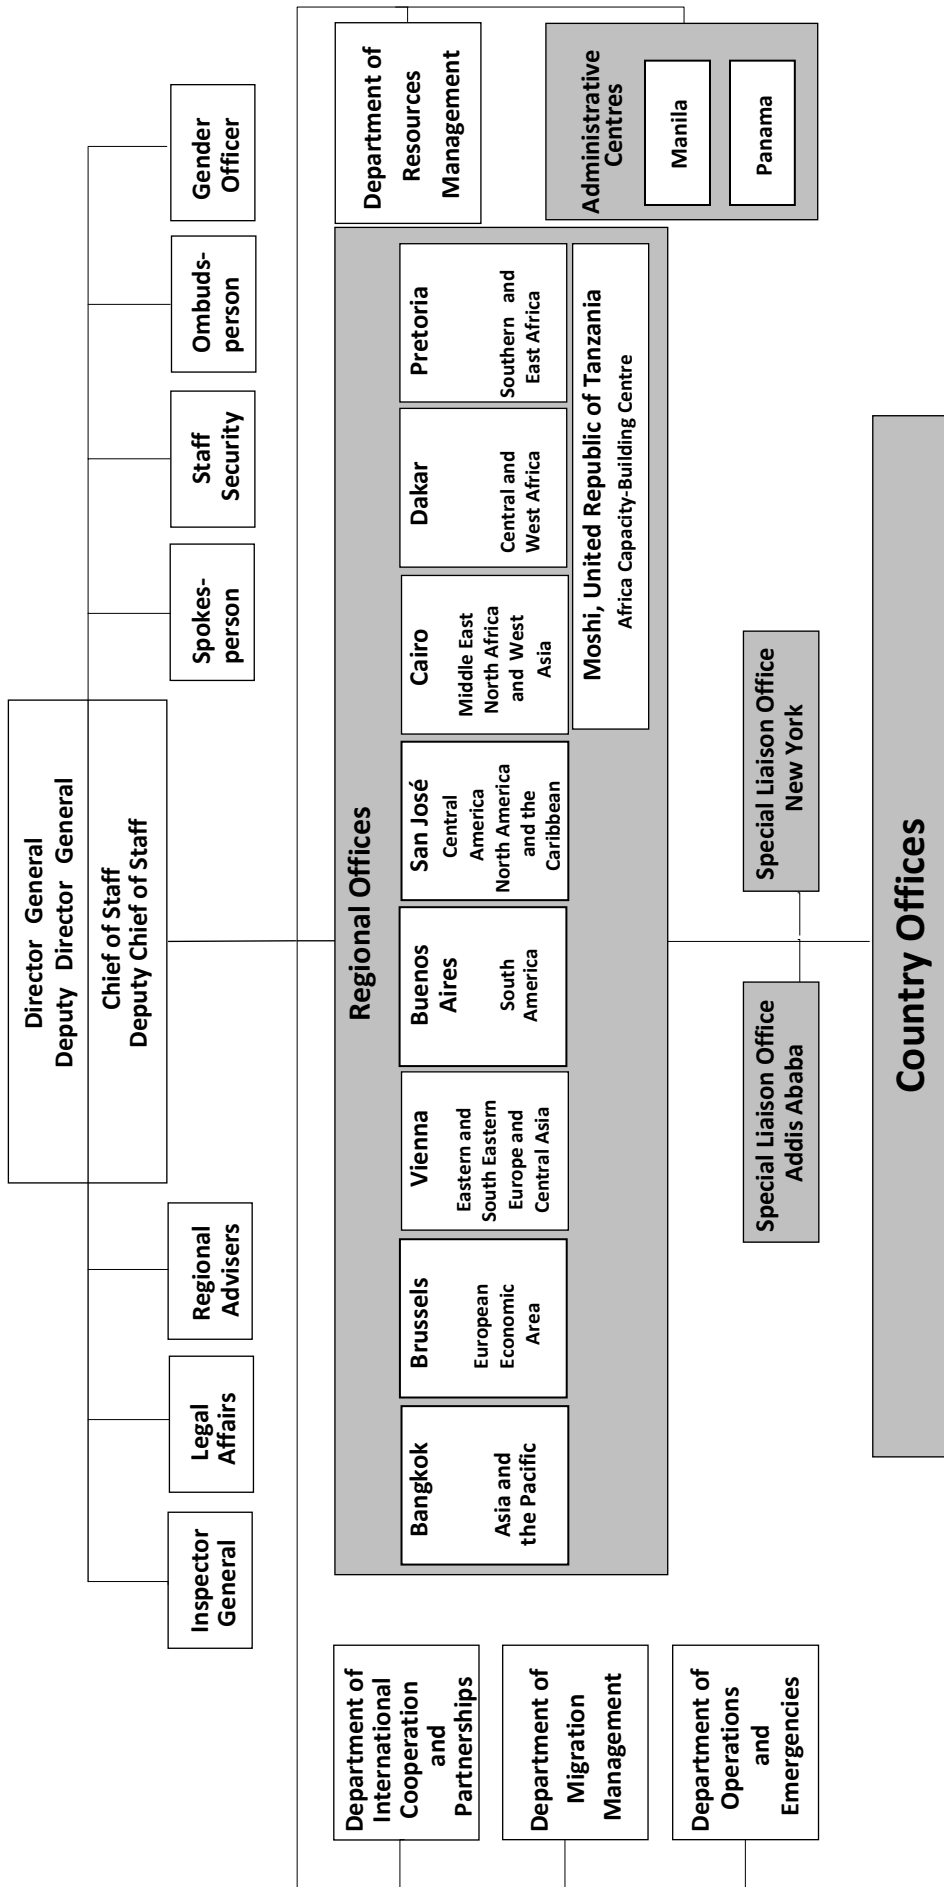 Director General
Deputy Director General
Chief of Staff
Deputy Chief of Staff
Inspector
General
Legal
Affairs
Regional
Advisers
Spokes-
person
Staff
Security
Ombuds-
person
Gender
Officer
Department of
International
Cooperation
and
Partnerships
Department of
Migration
Management
Department of
Operations
and
Emergencies
Regional Offices
Bangkok
Asia and
the Pacific
Brussels
European
Economic
Area
Vienna
Eastern and
South Eastern
Europe and
Central Asia
Buenos
Aires
South
America
San José
Central
America
North America
and the
Caribbean
Cairo
Middle East
North Africa
and West
Asia
Dakar
Central and
West Africa
Pretoria
Southern and
East Africa
Moshi, United Republic of Tanzania
Africa Capacity-Building Centre
Department of
Resources
Management
Administrative
Centres
Manila
Panama
Special Liaison Office
Addis Ababa
Special Liaison Office
New York
Country Offices